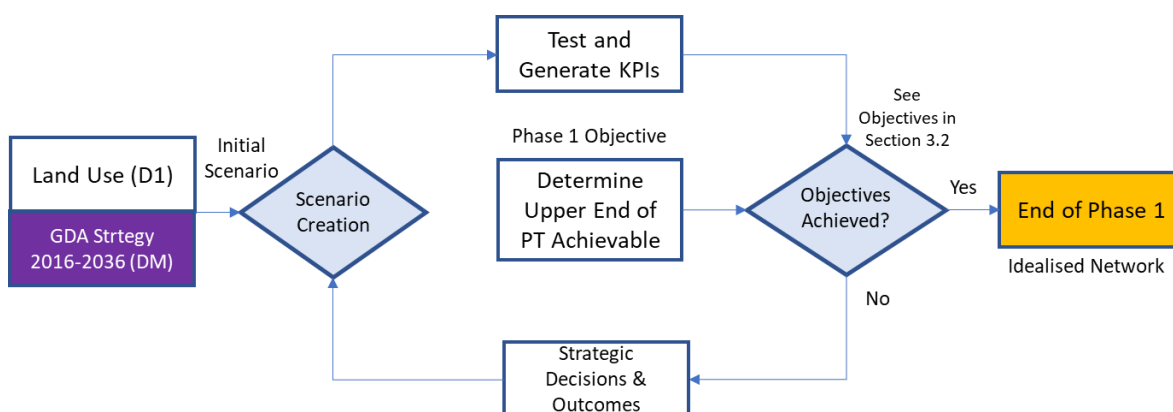 Test and
Generate KPIs
See
Objectives in
Section 3.2
Phase 1 Objective
Initial
Scenario
Land Use (D1)
GDA Strtegy
2016-2036 (DM)
Scenario
Creation
Determine
Upper End of
PT Achievable
Objectives
Achieved?
Yes
End of Phase 1
Idealised Network
No
Strategic
Decisions &
Outcomes